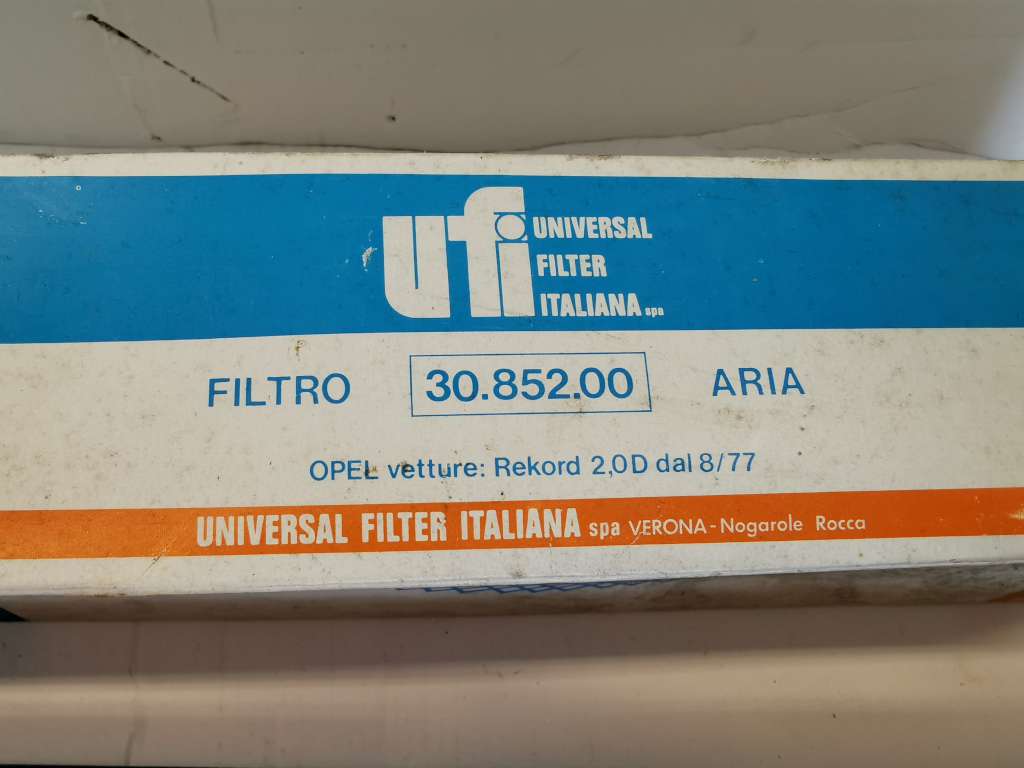 ufi
UNIVERSAL
FILTER
ITALIANA spa
FILTRO 30.852.00 ARIA
OPEL vetture: Rekord 2,0D dal 8/77
UNIVERSAL FILTER ITALIANA spa VERONA - Nogarole Rocca